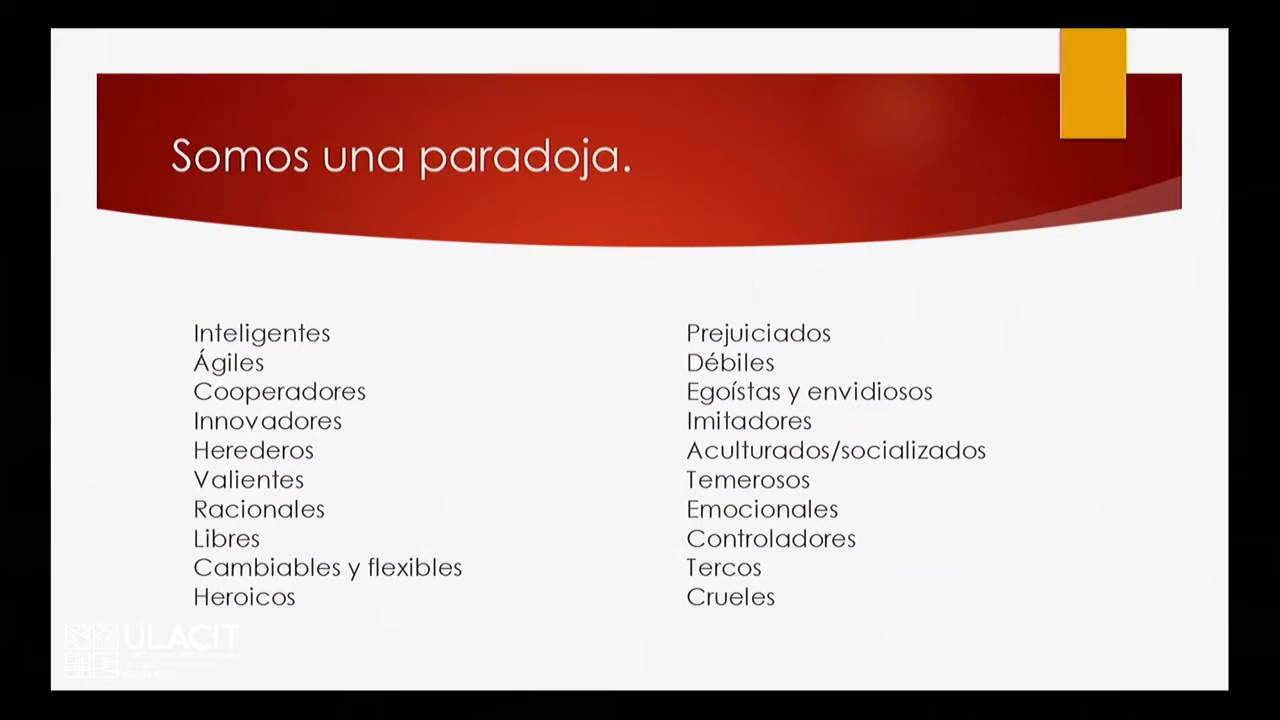 Somos una paradoja.
Inteligentes
Ágiles
Cooperadores
Innovadores
Herederos
Valientes
Racionales
Libres
Cambiables y flexibles
Heroicos
Prejuiciados
Débiles
Egoístas y envidiosos
Imitadores
Aculturados/socializados
Temerosos
Emocionales
Controladores
Tercos
Crueles
ULACIT